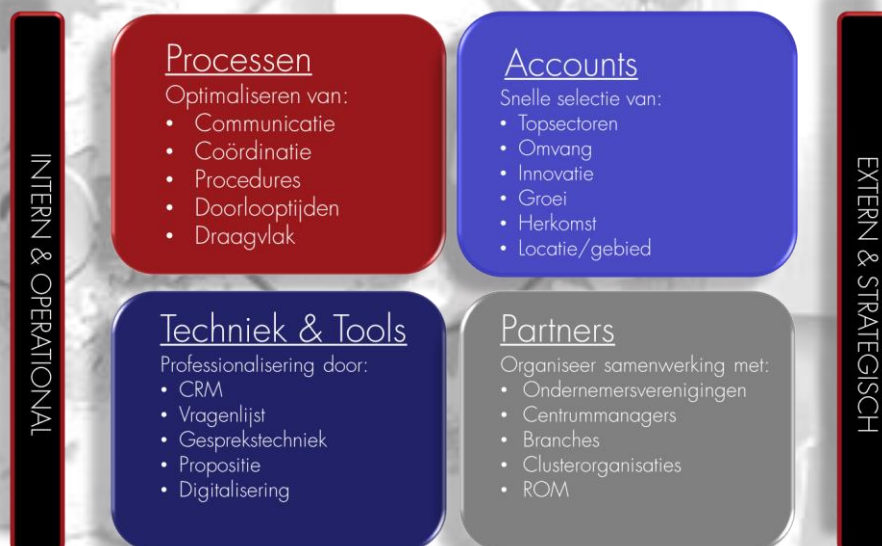 INTERN & OPERATIONAL
Processen
Optimaliseren van:
• Communicatie
• Coördinatie
• Procedures
• Doorlooptijden
• Draagvlak
Accounts
Snelle selectie van:
• Topsectoren
• Omvang
• Innovatie
• Groei
• Herkomst
• Locatie/gebied
Techniek & Tools
Professionalisering door:
• CRM
• Vragenlijst
• Gesprekstechniek
• Propositie
• Digitalisering
Partners
Organiseer samenwerking met:
• Ondernemersverenigingen
• Centrummanagers
• Branches
• Clusterorganisaties
• ROM
EXTERN & STRATEGISCH